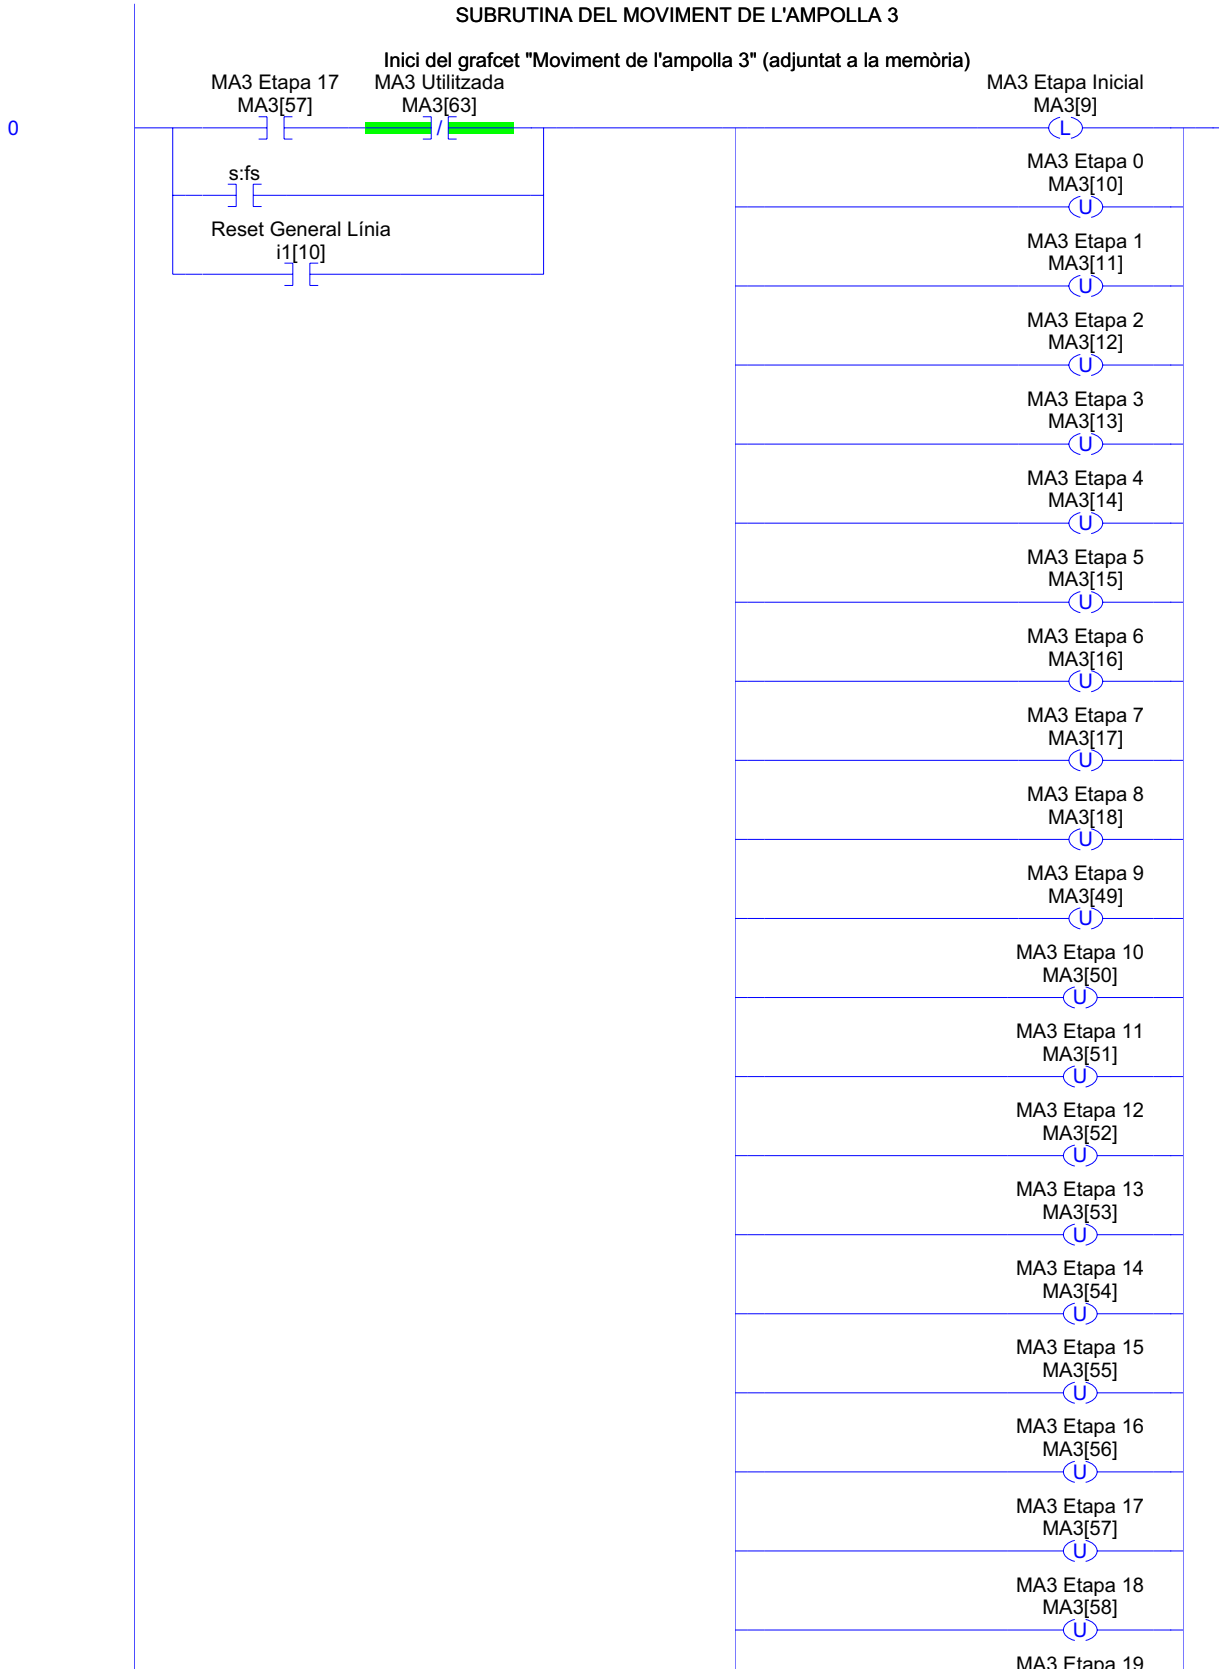 SUBRUTINA DEL MOVIMENT DE L'AMPOLLA 3
Inici del grafcet "Moviment de l'ampolla 3" (adjuntat a la memòria)
MA3 Etapa 17
MA3[57]
MA3 Utilitzada
MA3[63]
/
0
s:fs
Reset General Línia
i1[10]
MA3 Etapa Inicial
MA3[9]
L
MA3 Etapa 0
MA3[10]
U
MA3 Etapa 1
MA3[11]
U
MA3 Etapa 2
MA3[12]
U
MA3 Etapa 3
MA3[13]
U
MA3 Etapa 4
MA3[14]
U
MA3 Etapa 5
MA3[15]
U
MA3 Etapa 6
MA3[16]
U
MA3 Etapa 7
MA3[17]
U
MA3 Etapa 8
MA3[18]
U
MA3 Etapa 9
MA3[49]
U
MA3 Etapa 10
MA3[50]
U
MA3 Etapa 11
MA3[51]
U
MA3 Etapa 12
MA3[52]
U
MA3 Etapa 13
MA3[53]
U
MA3 Etapa 14
MA3[54]
U
MA3 Etapa 15
MA3[55]
U
MA3 Etapa 16
MA3[56]
U
MA3 Etapa 17
MA3[57]
U
MA3 Etapa 18
MA3[58]
U
MA3 Etapa 19